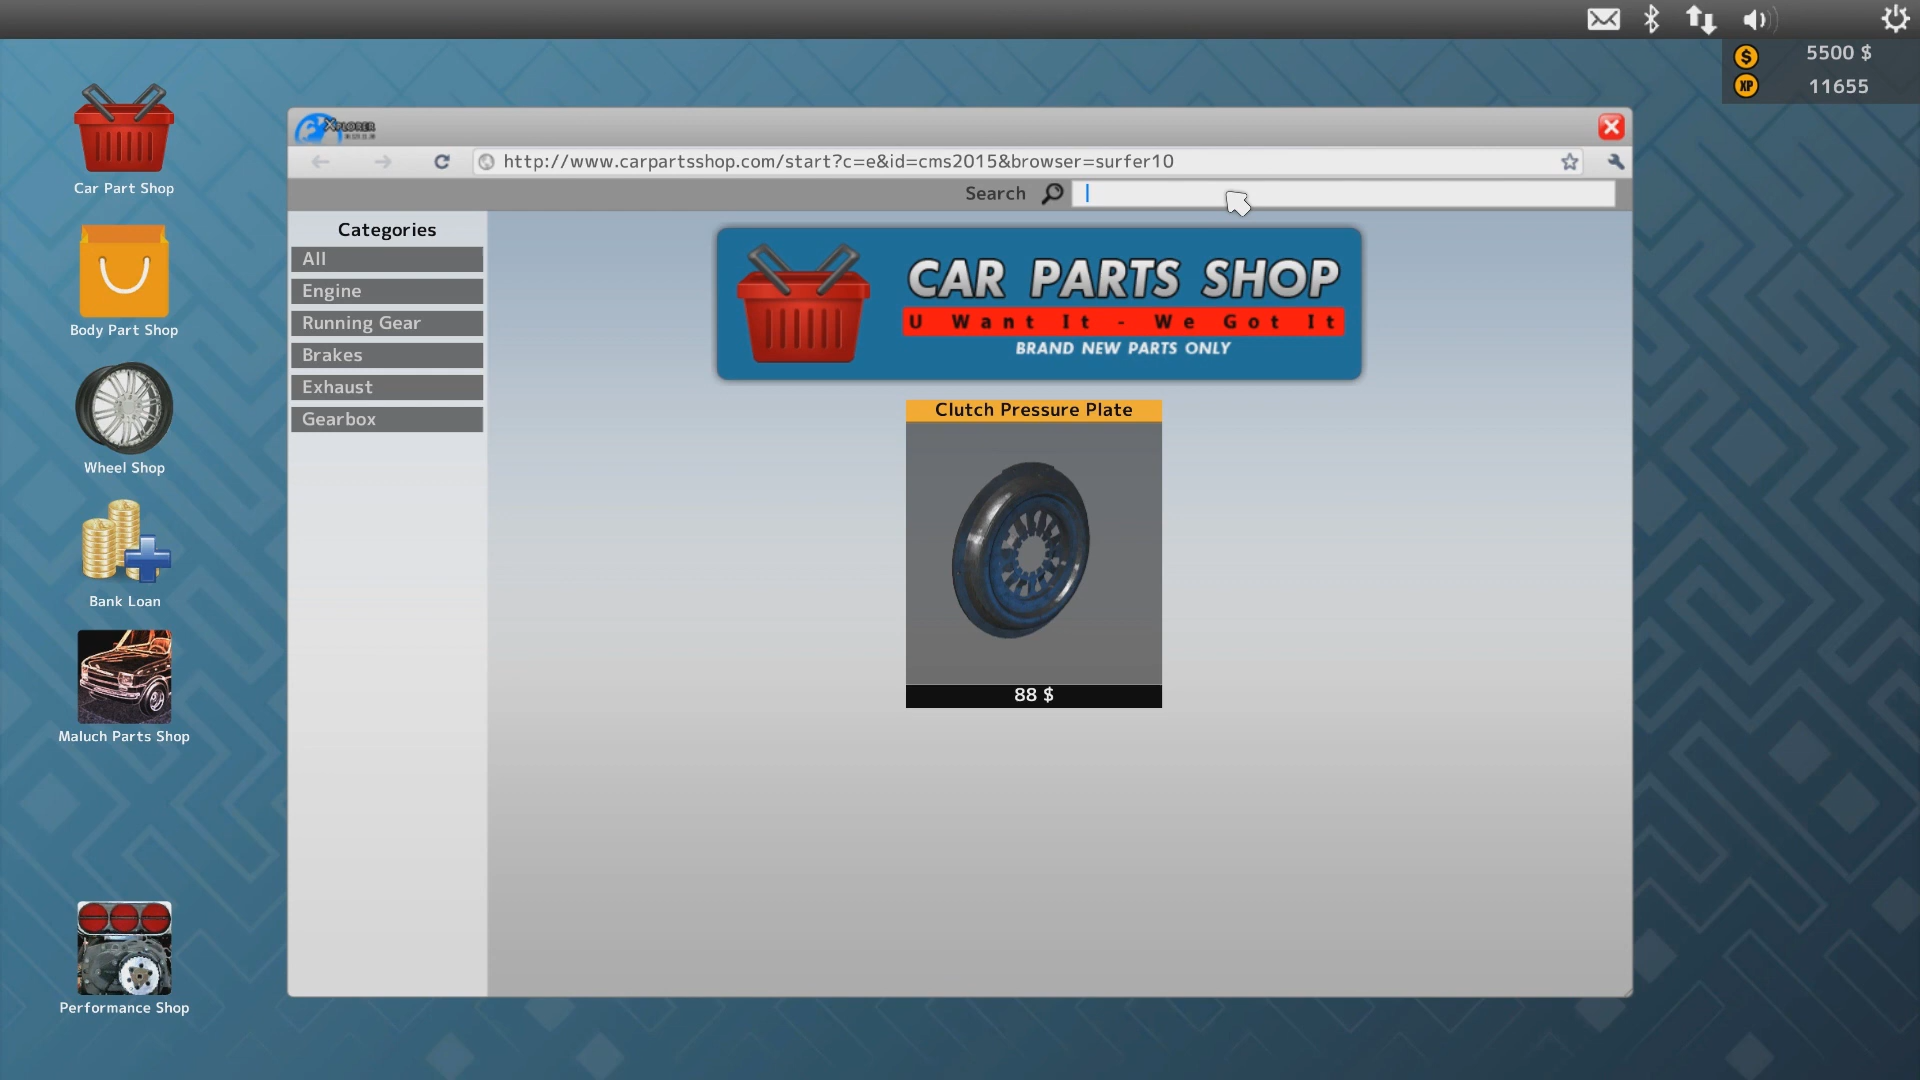 5500 $
XP
11655
Car Part Shop
Body Part Shop
Wheel Shop
Bank Loan
Maluch Parts Shop
Performance Shop
XPLORER
http://www.carpartsshop.com/start?c=e&id=cms2015&browser=surfer10
Search
Categories
All
Engine
Running Gear
Brakes
Exhaust
Gearbox
CAR PARTS SHOP
U Want It - We Got It
BRAND NEW PARTS ONLY
Clutch Pressure Plate
88 $